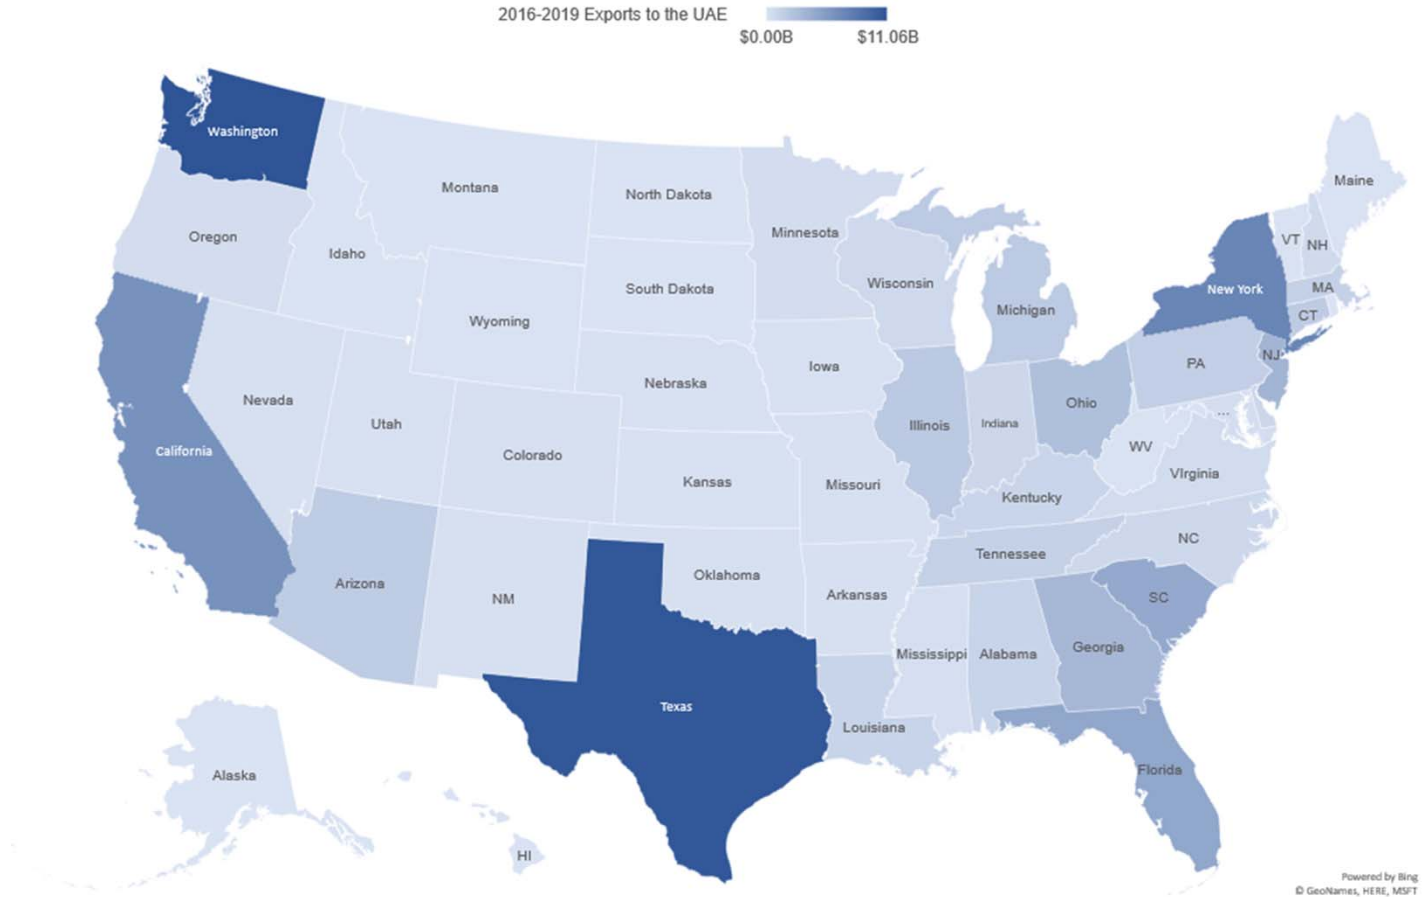 2016-2019 Exports to the UAE
$0.00B
$11.06B
Washington
Montana
North Dakota
Minnesota
Maine
Oregon
Idaho
VT
NH
South Dakota
Wisconsin
Michigan
New York
MA
CT
Wyoming
Iowa
PA
NJ
Nebraska
Nevada
Utah
Illinois
Indiana
Ohio
...
California
Colorado
Kansas
Missouri
WV
VIrginia
Kentucky
NC
Tennessee
Arizona
NM
Oklahoma
Arkansas
SC
Mississippi
Alabama
Georgia
Texas
Louisiana
Florida
Alaska
HI
Powered by Bing
© GeoNames, HERE, MSFT